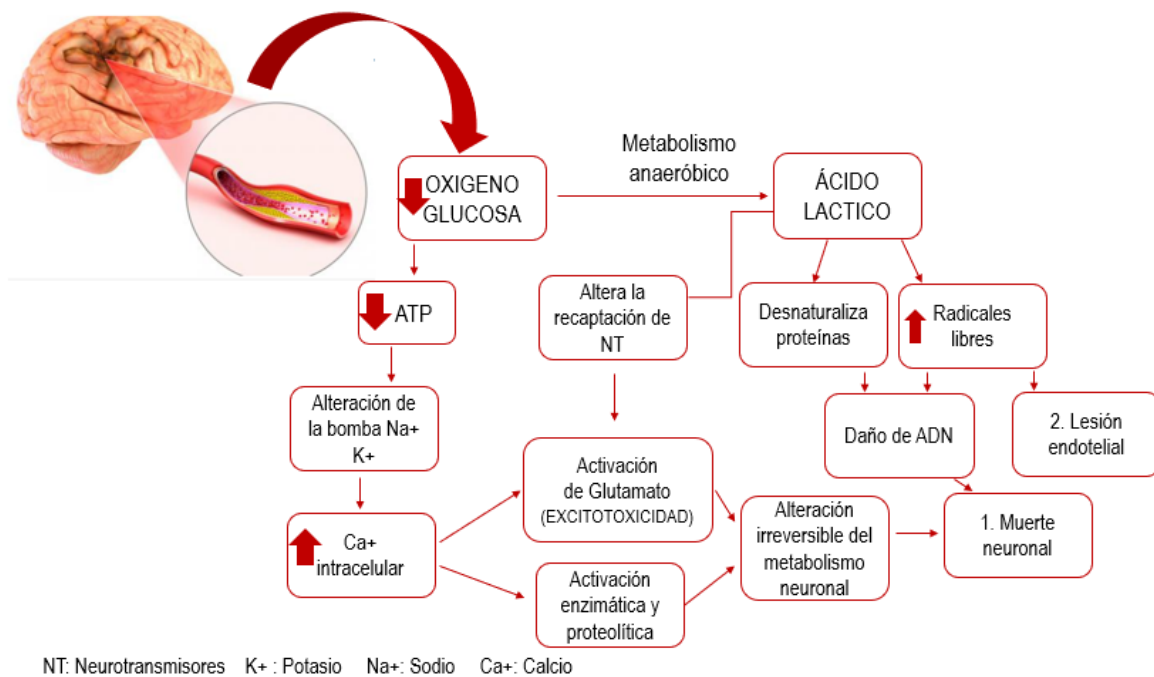 Metabolismo
anaeróbico
OXIGENO
GLUCOSA
ÁCIDO
LACTICO
ATP
Altera la
recaptación de
NT
Desnaturaliza
proteínas
Radicales
libres
Alteración de
la bomba Na+
K+
Daño de ADN
2. Lesión
endotelial
Activación
de Glutamato
(EXCITOTOXICIDAD)
Ca+
intracelular
Alteración
irreversible del
metabolismo
neuronal
1. Muerte
neuronal
Activación
enzimática y
proteolítica
NT: Neurotransmisores K+ : Potasio Na+: Sodio Ca+: Calcio